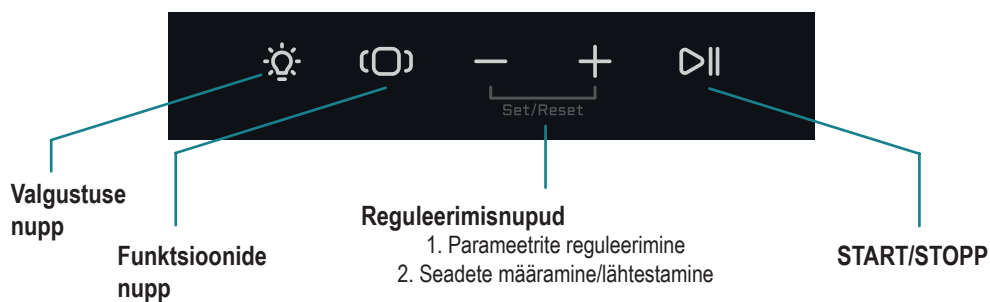 Set/Reset
Valgustuse
nupp
Funktsioonide
nupp
Reguleerimisnupud
1. Parameetrite reguleerimine
2. Seadete määramine/lähtestamine
START/STOPP